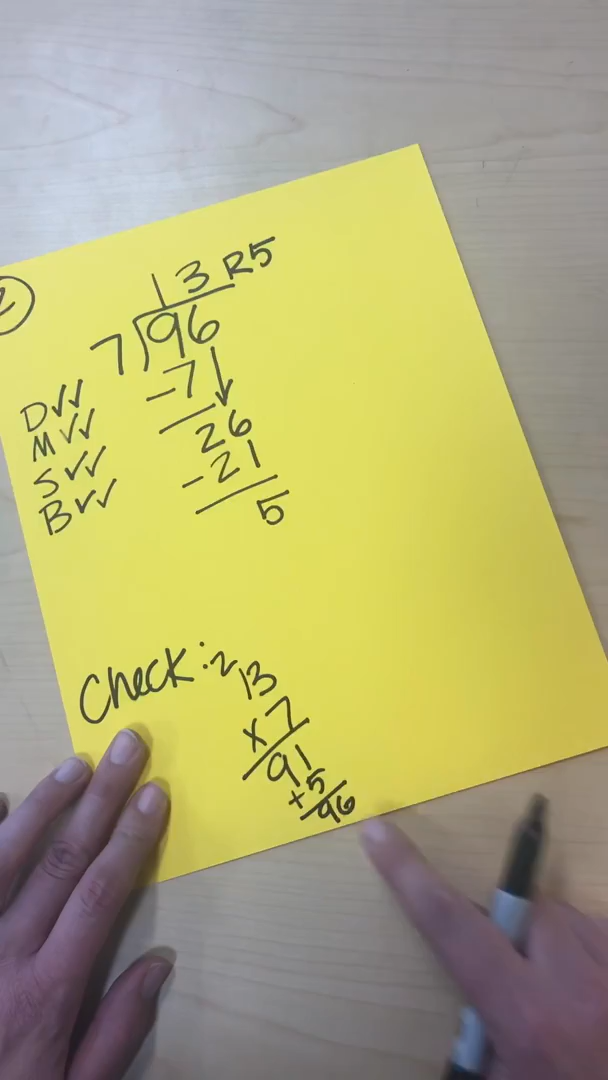 2
13 R5
7)96
-7↓
26
-21
5
D✓✓
M✓✓
S✓✓
B✓✓
Check:
2
13
x7
91
+5
96